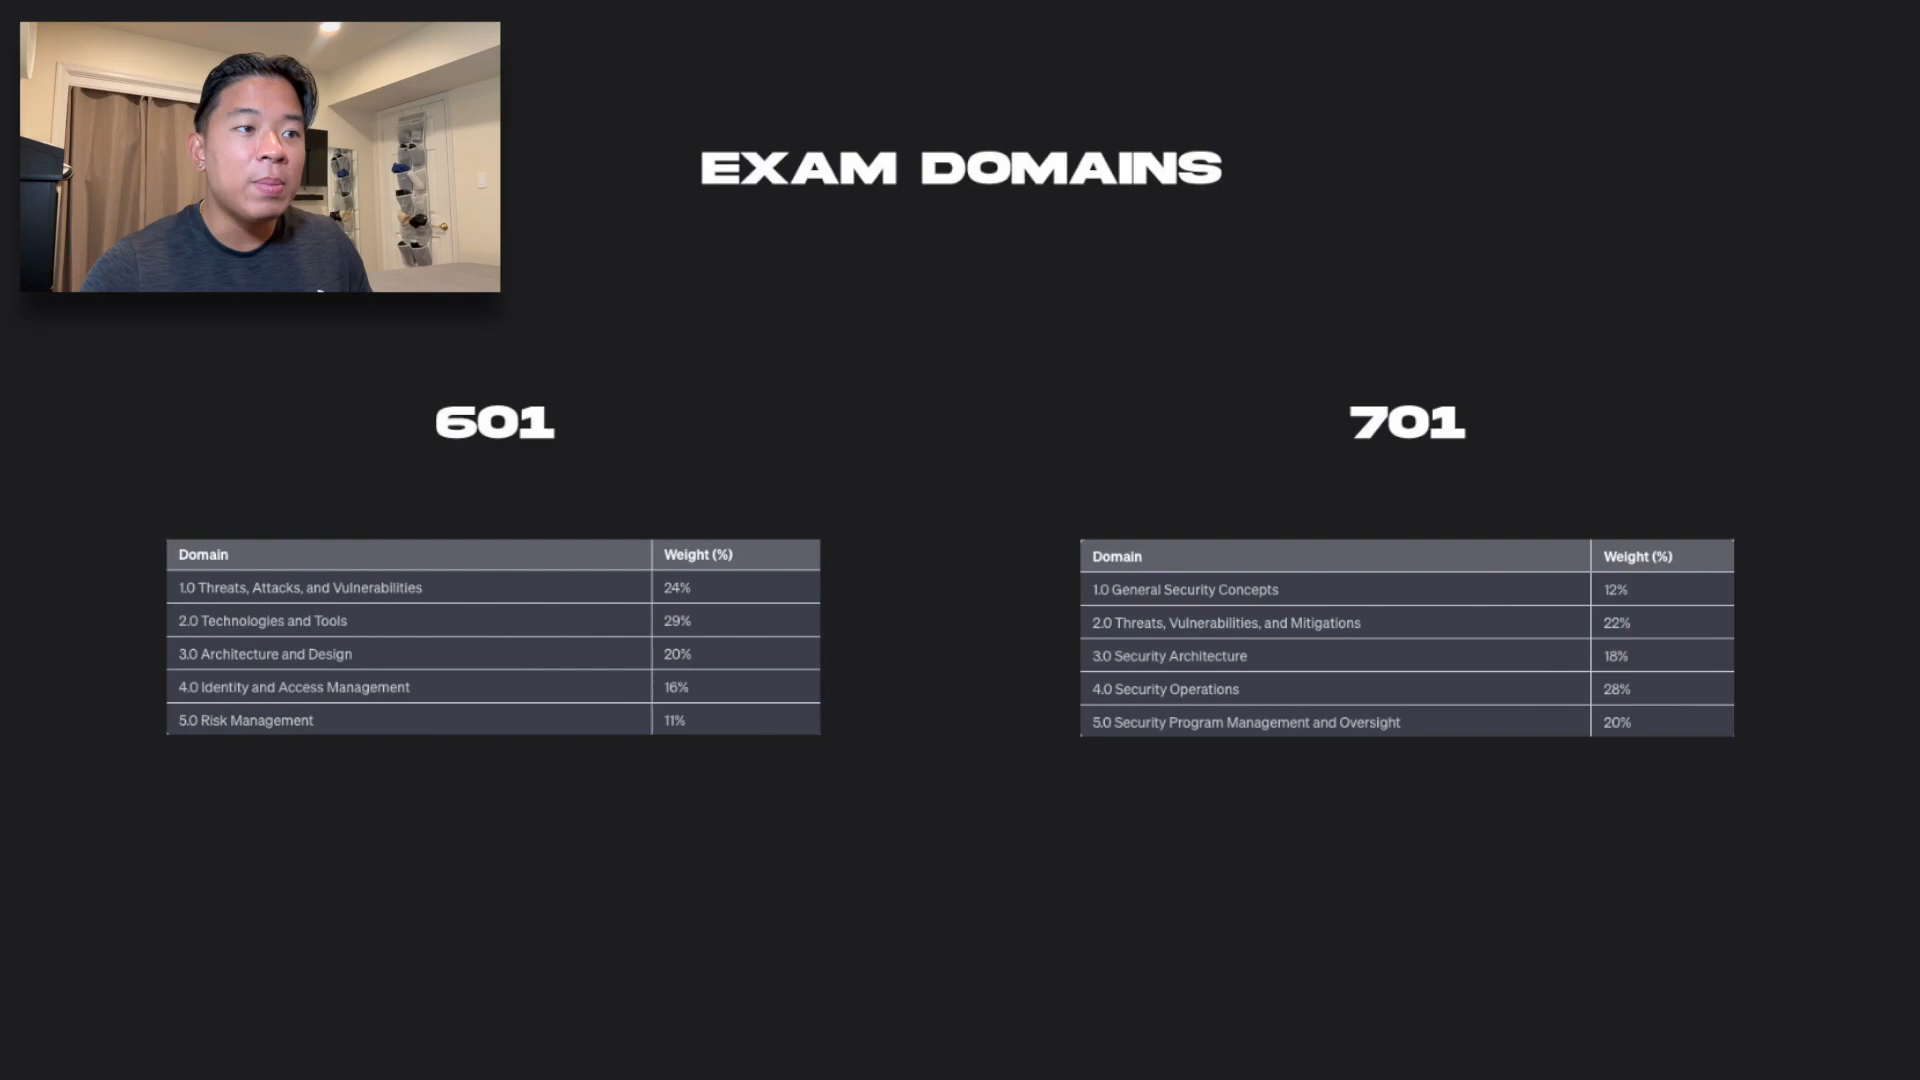 EXAM DOMAINS
601
Domain Weight (%)
1.0 Threats, Attacks, and Vulnerabilities 24%
2.0 Technologies and Tools 29%
3.0 Architecture and Design 20%
4.0 Identity and Access Management 16%
5.0 Risk Management 11%
701
Domain Weight (%)
1.0 General Security Concepts 12%
2.0 Threats, Vulnerabilities, and Mitigations 22%
3.0 Security Architecture 18%
4.0 Security Operations 28%
5.0 Security Program Management and Oversight 20%